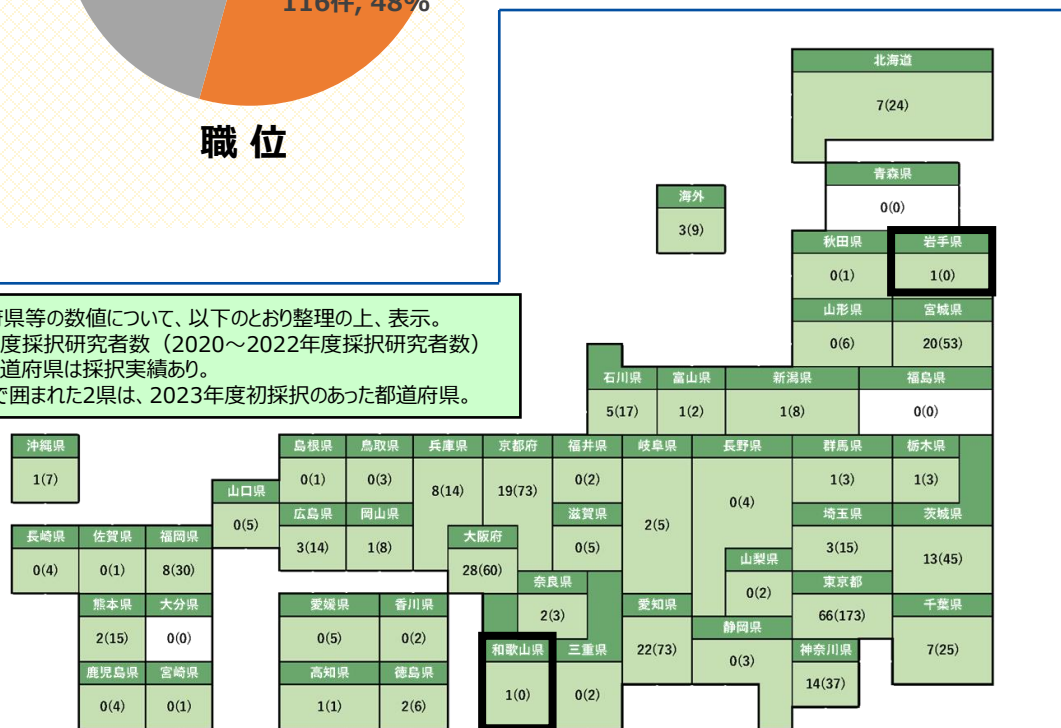 116件, 48%
職 位
府県等の数値について、以下のとおり整理の上、表示。
度採択研究者数（2020～2022年度採択研究者数）
道府県は採択実績あり。
で囲まれた2県は、2023年度初採択のあった都道府県。
北海道
7(24)
青森県
0(0)
海外
3(9)
秋田県 岩手県
0(1) 1(0)
山形県 宮城県
0(6) 20(53)
石川県 富山県 新潟県 福島県
5(17) 1(2) 1(8) 0(0)
沖縄県
1(7)
島根県 鳥取県 兵庫県 京都府 福井県 岐阜県 長野県 群馬県 栃木県
0(1) 0(3) 8(14) 19(73) 0(2) 2(5) 0(4) 1(3) 1(3)
山口県
0(5)
広島県 岡山県 大阪府 滋賀県 埼玉県 茨城県
3(14) 1(8) 28(60) 0(5) 3(15) 13(45)
長崎県 佐賀県 福岡県
0(4) 0(1) 8(30)
奈良県 山梨県 東京都
2(3) 0(2) 66(173)
熊本県 大分県 愛媛県 香川県 愛知県 千葉県
2(15) 0(0) 0(5) 0(2) 22(73) 7(25)
静岡県
0(3)
鹿児島県 宮崎県 高知県 徳島県 和歌山県 三重県 神奈川県
0(4) 0(1) 1(1) 2(6) 1(0) 0(2) 14(37)